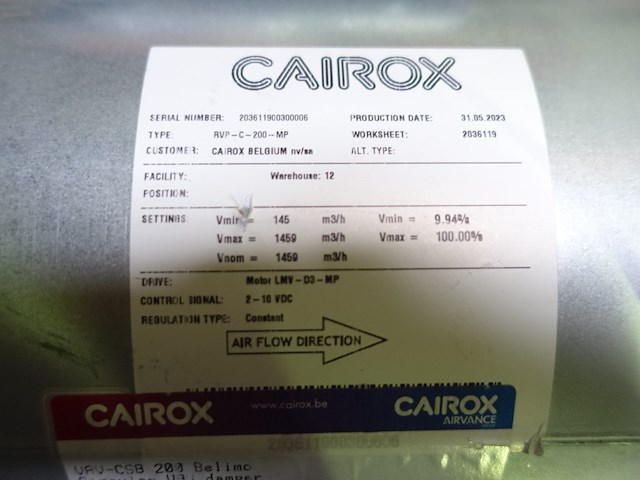 CAIROX
SERIAL NUMBER: 203611900300006 PRODUCTION DATE: 31.05.2023
TYPE: RVP-C-200-MP WORKSHEET: 2036119
CUSTOMER: CAIROX BELGIUM nv/sa ALT. TYPE:
FACILITY: Warehouse: 12
POSITION:
SETTINGS Vmin = 145 m3/h Vmin = 9.94%
Vmax = 1459 m3/h Vmax = 100.00%
Vnom = 1459 m3/h
DRIVE: Motor LMV-D3-MP
CONTROL SIGNAL: 2-10 VDC
REGULATION TYPE: Constant
AIR FLOW DIRECTION
CAIROX www.cairox.be CAIROX
AIRVANCE
203611900300006
VAV-CSB 200 Belimo
damper